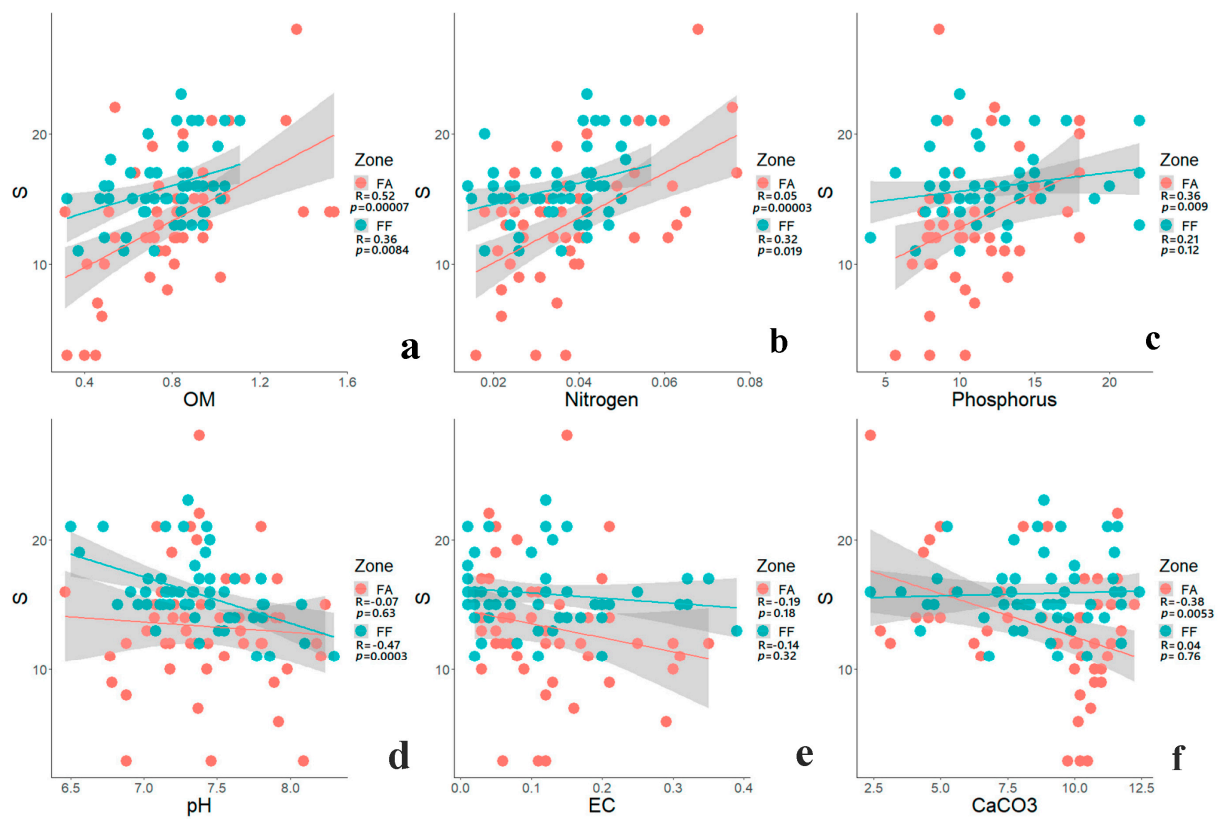 S
20
10
0.4 0.8 1.2 1.6
OM
Zone
FA
R=0.52
p=0.00007
FF
R=0.36
p=0.0084
a
20
10
0.02 0.04 0.06 0.08
Nitrogen
Zone
FA
R=0.05
p=0.00003
FF
R=0.32
p=0.019
b
S
20
10
5 10 15 20
Phosphorus
Zone
FA
R=0.36
p=0.009
FF
R=0.21
p=0.12
c
S
20
10
6.5 7.0 7.5 8.0
pH
Zone
FA
R=-0.07
p=0.63
FF
R=-0.47
p=0.0003
d
S
20
10
0.0 0.1 0.2 0.3 0.4
EC
Zone
FA
R=-0.19
p=0.18
FF
R=-0.14
p=0.32
e
S
20
10
2.5 5.0 7.5 10.0 12.5
CaCO3
Zone
FA
R=-0.38
p=0.0053
FF
R=0.04
p=0.76
f
S